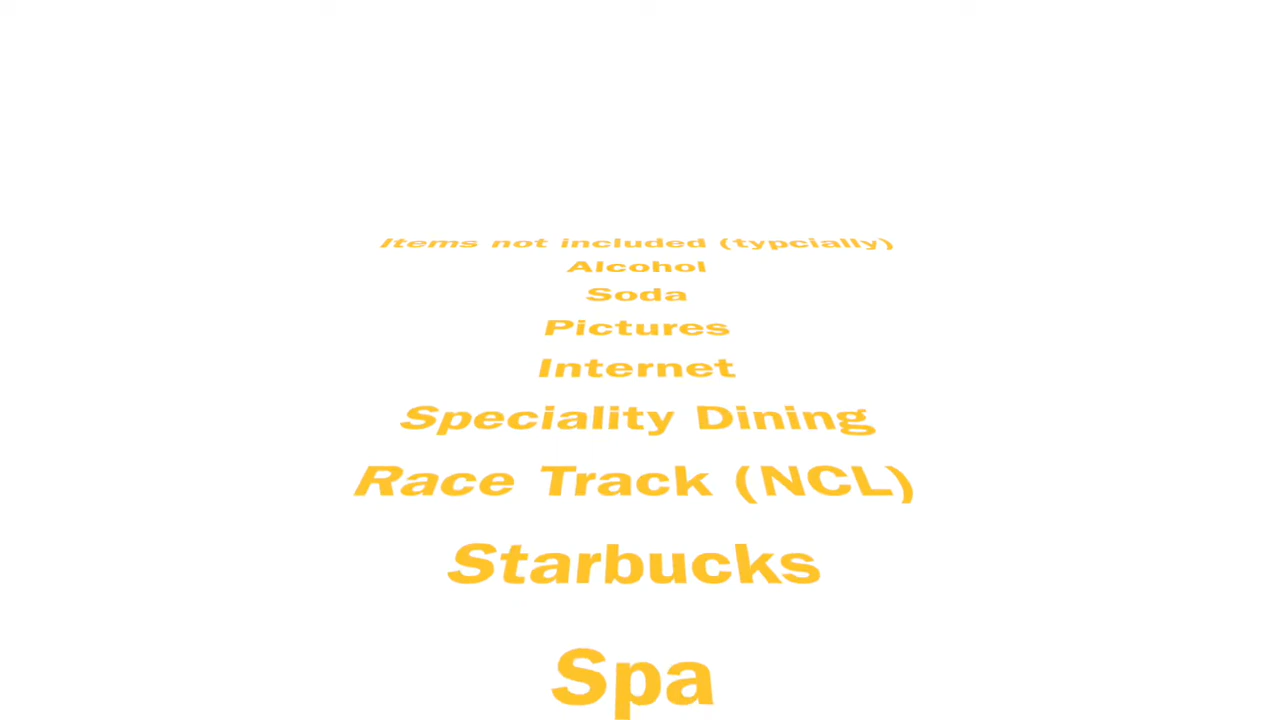 Items not included (typcially)
Alcohol
Soda
Pictures
Internet
Speciality Dining
Race Track (NCL)
Starbucks
Spa